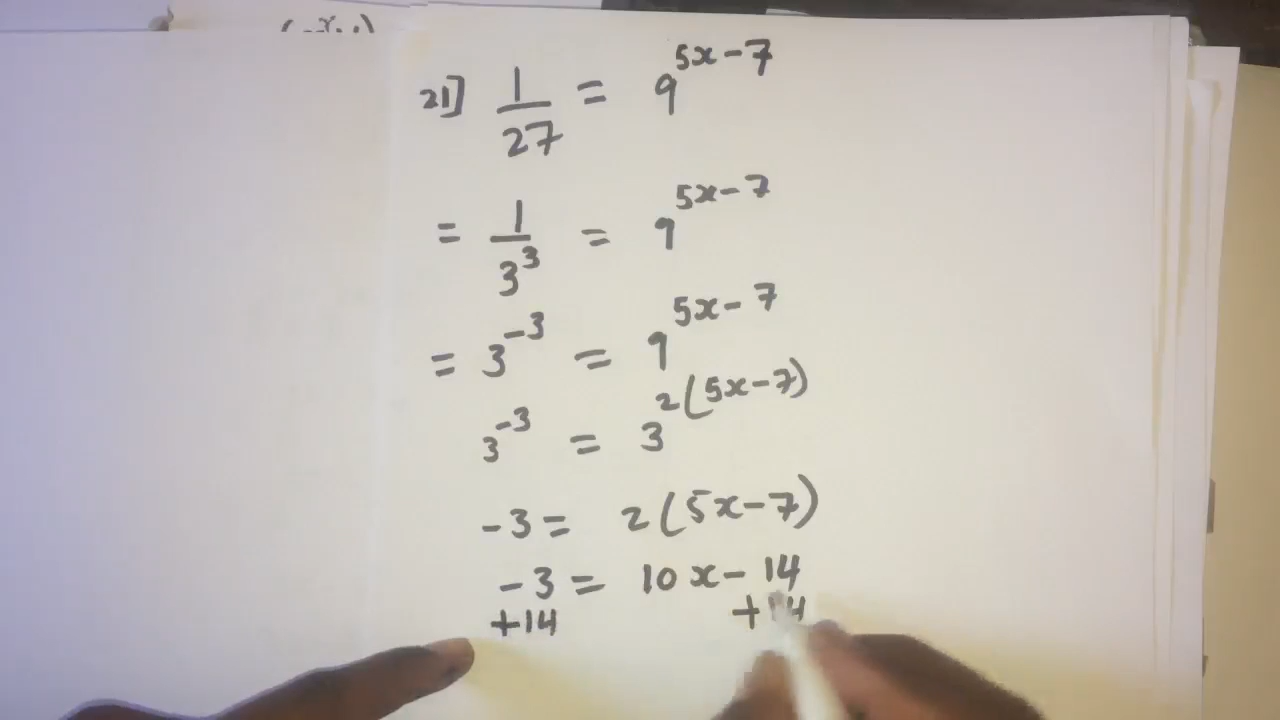 21] 1/27 = 9^(5x-7)
= 1/3^3 = 9^(5x-7)
= 3^(-3) = 9^(5x-7)
3^(-3) = 3^(2(5x-7))
-3 = 2(5x-7)
-3 = 10x-14
+14 +14